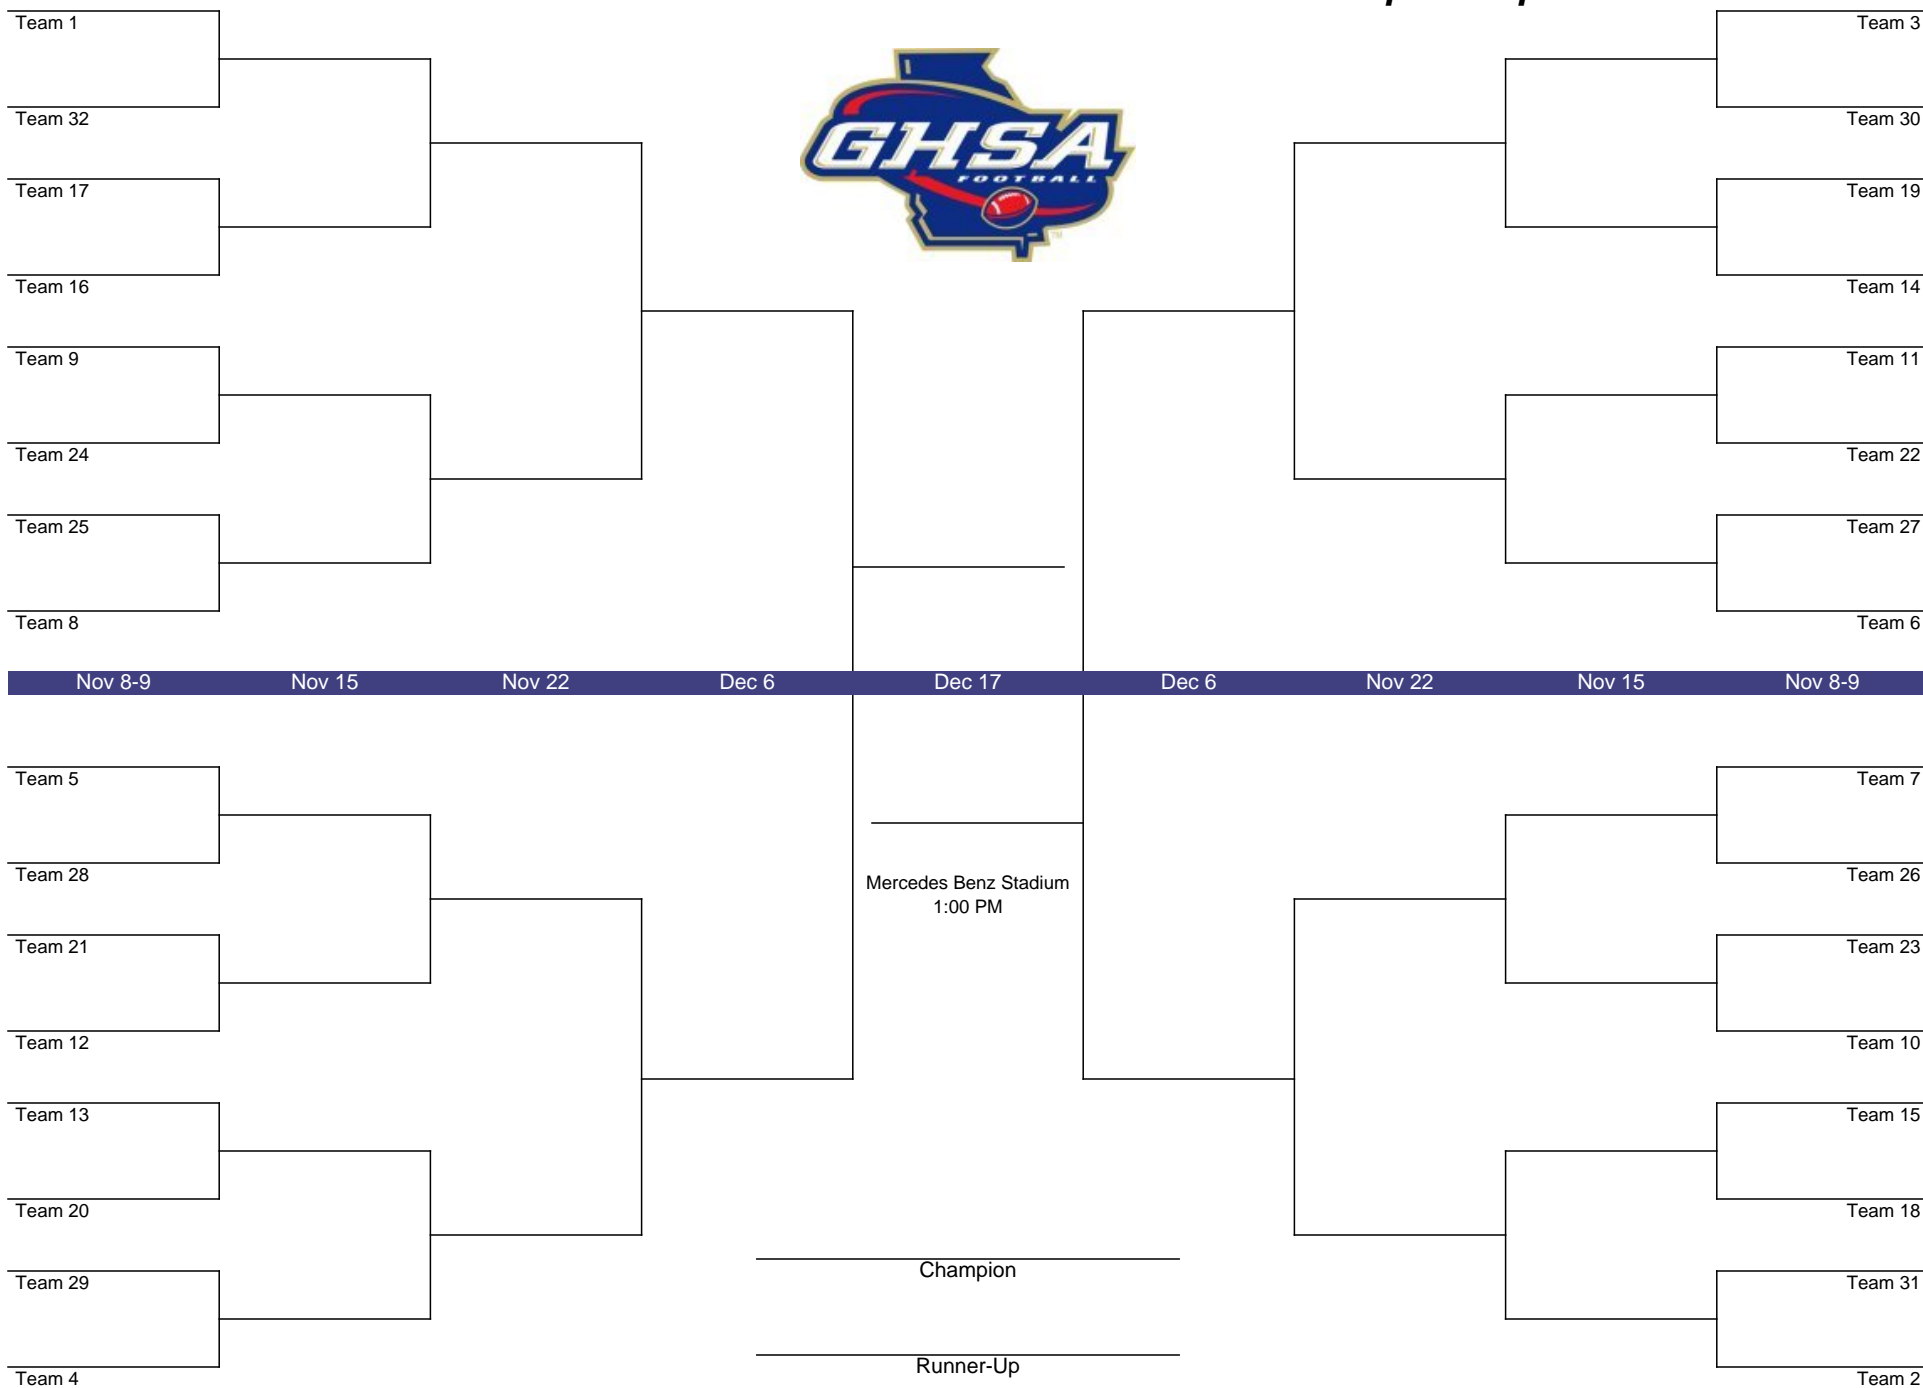 Team 1
Team 32
Team 17
Team 16
Team 9
Team 24
Team 25
Team 8
GHSA
FOOTBALL
TM
Team 3
Team 30
Team 19
Team 14
Team 11
Team 22
Team 27
Team 6
Nov 8-9 Nov 15 Nov 22 Dec 6 Dec 17 Dec 6 Nov 22 Nov 15 Nov 8-9
Team 5
Team 28
Team 21
Team 12
Team 13
Team 20
Team 29
Team 4
Mercedes Benz Stadium
1:00 PM
Champion
Runner-Up
Team 7
Team 26
Team 23
Team 10
Team 15
Team 18
Team 31
Team 2